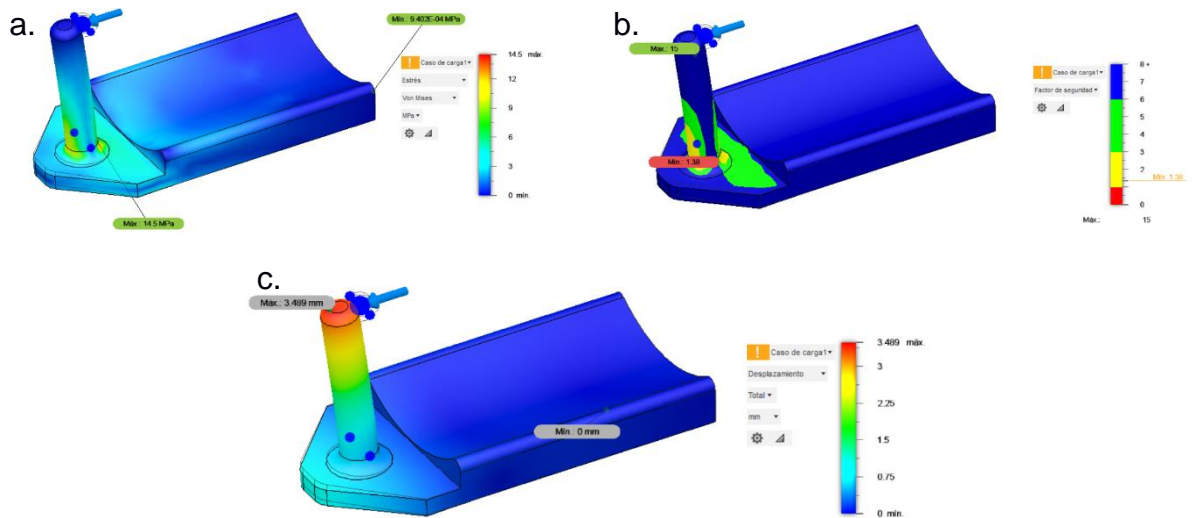 a.
Mín.: 9.402E-04 MPa
Caso de carga1
Estrés
Von Mises
MPa
14.5 máx.
12
9
6
3
0 mín.
Máx.: 14.5 MPa
b.
Máx.: 15
Mín.: 1.38
Caso de carga1
Factor de seguridad
8+
6
5
4
3
2
Mín. 1.38
0
Máx.: 15
c.
Máx.: 3.489 mm
Mín.: 0 mm
Caso de carga1
Desplazamiento
Total
mm
3.489 máx.
3
2.25
1.5
0.75
0 mín.